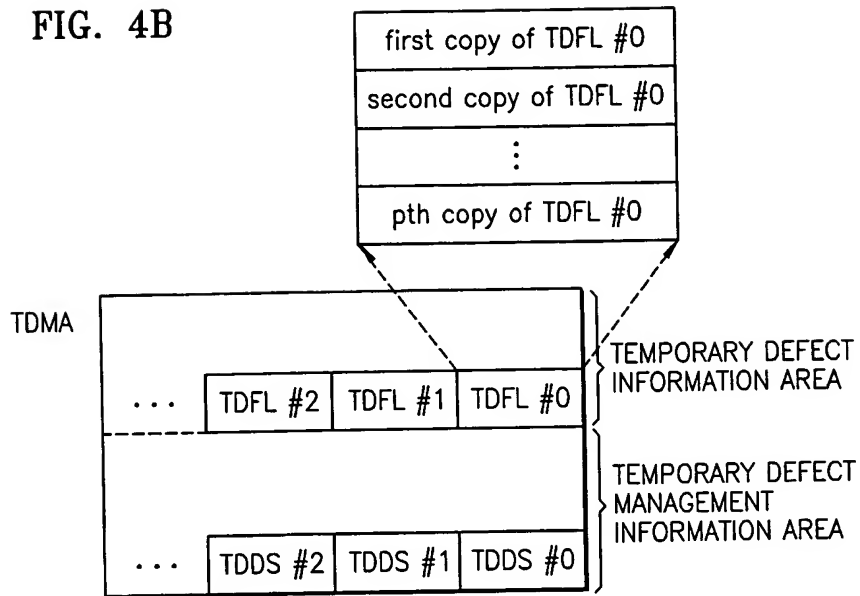 FIG. 4B
first copy of TDFL #0
second copy of TDFL #0
⋮
pth copy of TDFL #0
TDMA
TEMPORARY DEFECT
INFORMATION AREA
... TDFL #2 TDFL #1 TDFL #0
TEMPORARY DEFECT
MANAGEMENT
INFORMATION AREA
... TDDS #2 TDDS #1 TDDS #0